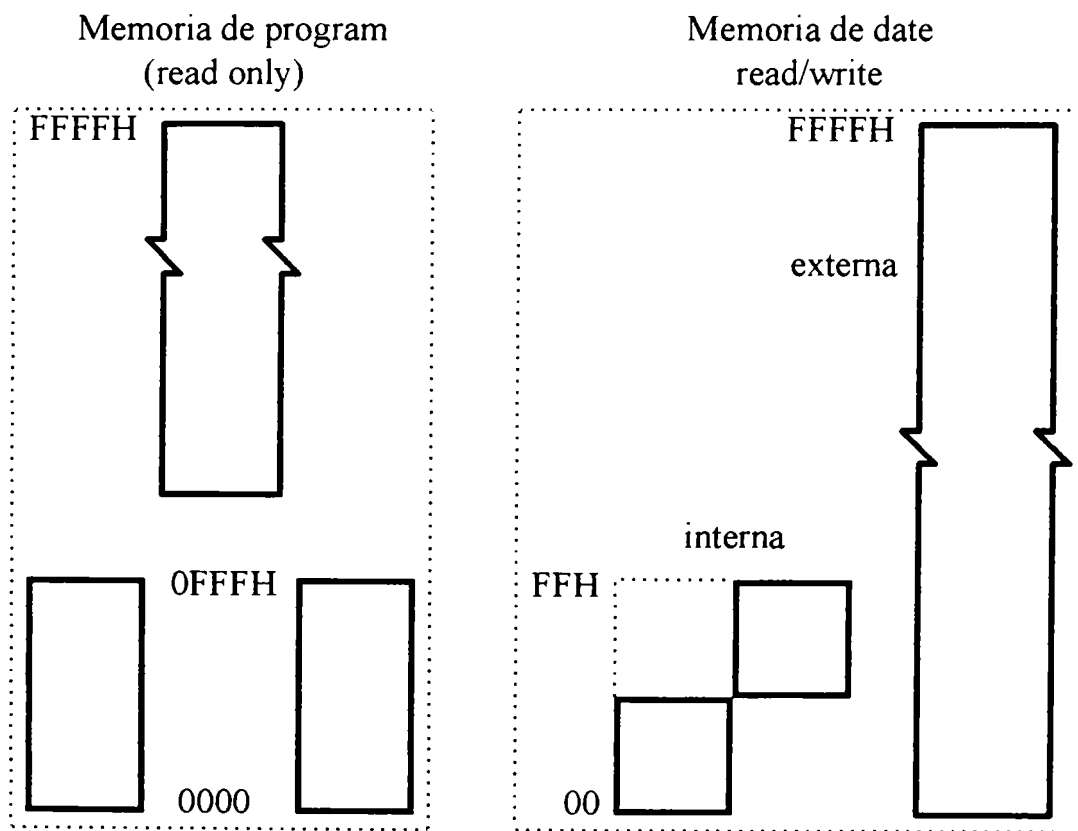 Memoria de program
(read only)
FFFFH
0FFFH
0000
Memoria de date
read/write
FFFFH
externa
interna
FFH
00